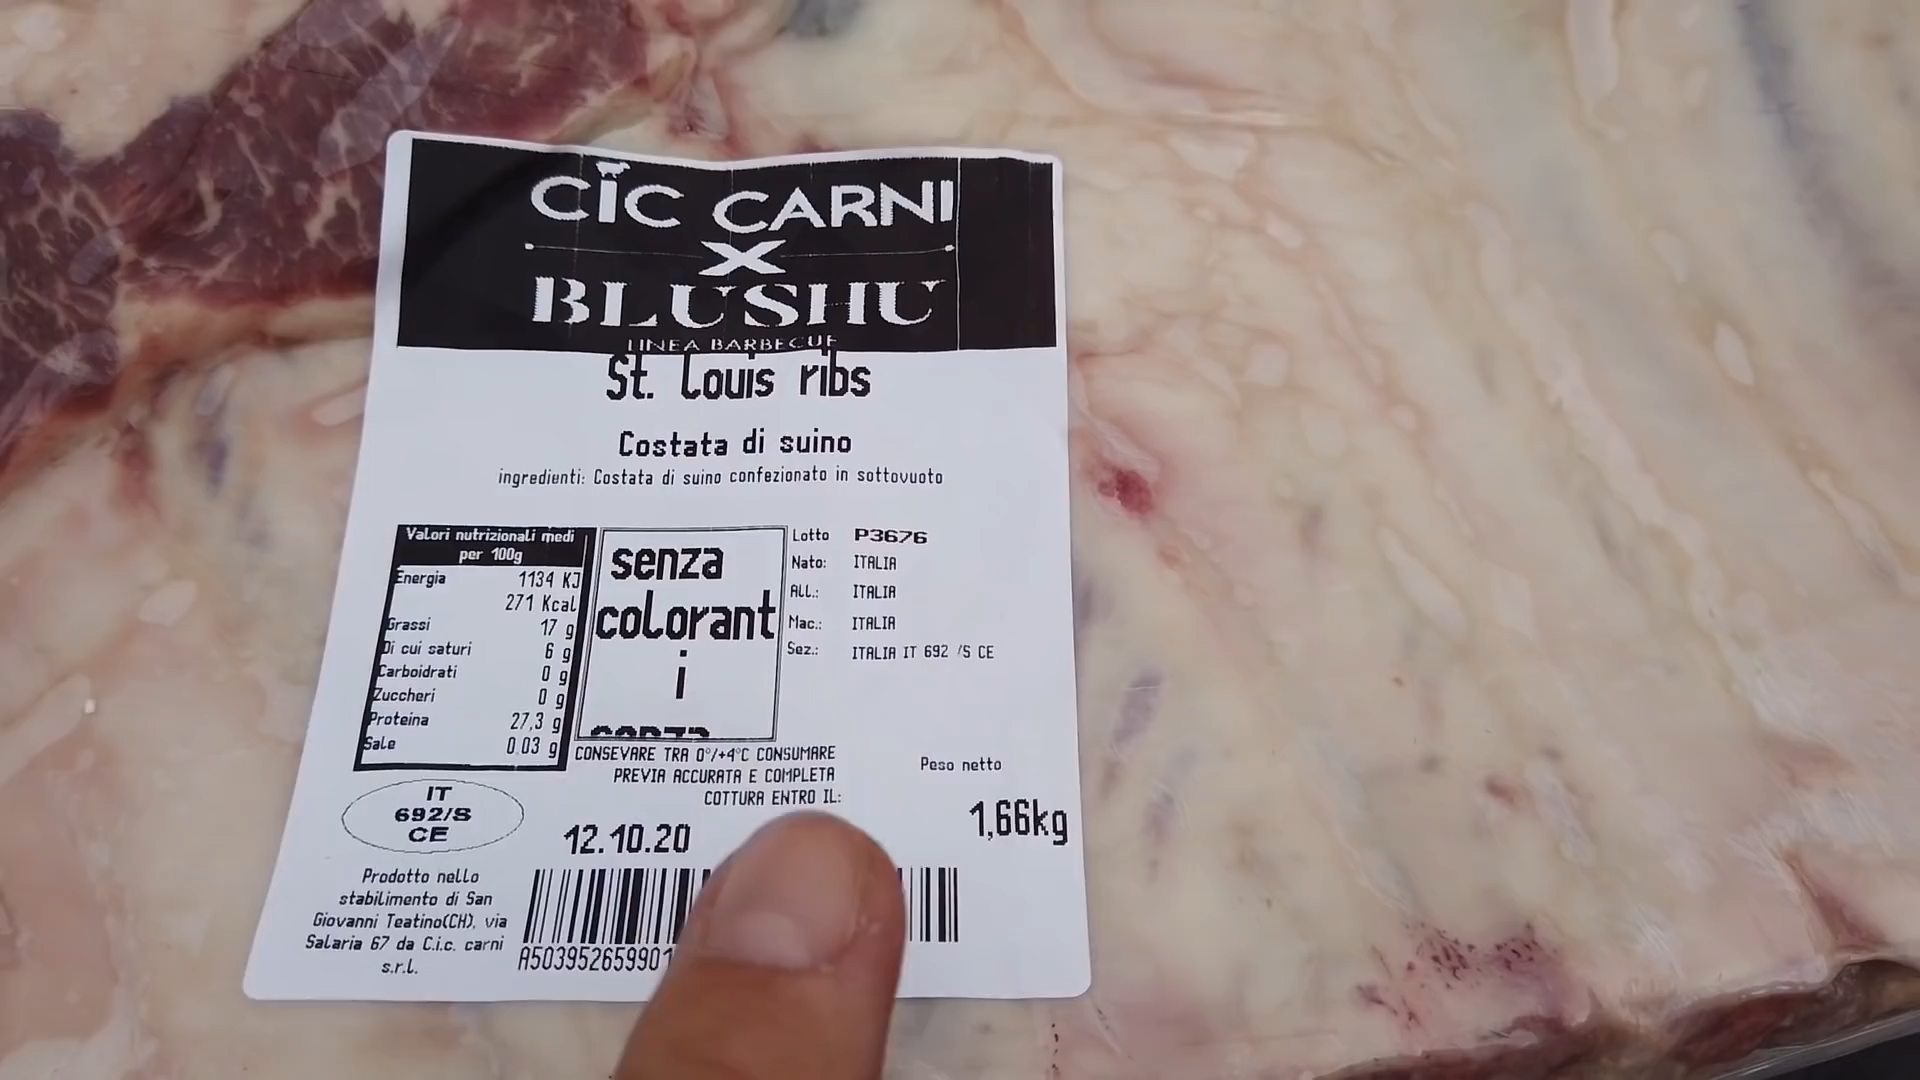 CIC CARNI
X
BLUSHU
LINEA BARBECUE
St. Louis ribs
Costata di suino
ingredienti: Costata di suino confezionato in sottovuoto
Valori nutrizionali medi
per 100g
Energia 1134 KJ
271 Kcal
Grassi 17 g
Di cui saturi 6 g
Carboidrati 0 g
Zuccheri 0 g
Proteina 27,3 g
Sale 0,03 g
senza
colorant
i
Lotto P3676
Nato: ITALIA
All.: ITALIA
Mac.: ITALIA
Sez.: ITALIA IT 692 /S CE
CONSEVARE TRA 0°/+4°C CONSUMARE
PREVIA ACCURATA E COMPLETA
COTTURA ENTRO IL:
12.10.20
Peso netto
1,66kg
IT
692/S
CE
Prodotto nello
stabilimento di San
Giovanni Teatino(CH), via
Salaria 67 da C.i.c. carni
s.r.l.
A503952659901